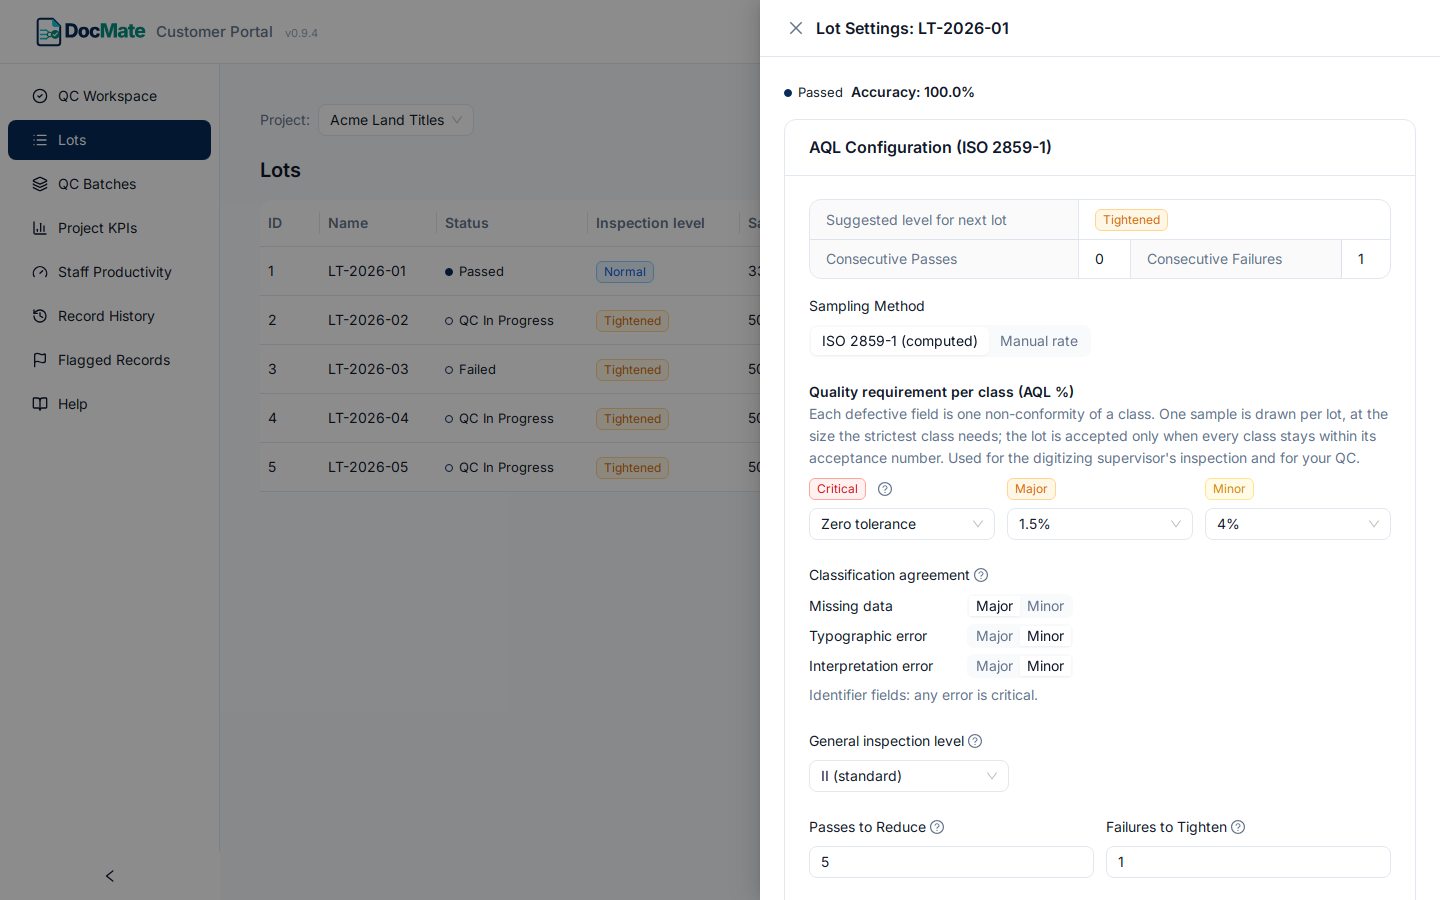 DocMate Customer Portal v0.9.4
QC Workspace
Lots
QC Batches
Project KPIs
Staff Productivity
Record History
Flagged Records
Help
Project: Acme Land Titles
Lots
ID Name Status Inspection level
1 LT-2026-01 Passed Normal
2 LT-2026-02 QC In Progress Tightened
3 LT-2026-03 Failed Tightened
4 LT-2026-04 QC In Progress Tightened
5 LT-2026-05 QC In Progress Tightened
Lot Settings: LT-2026-01
Passed Accuracy: 100.0%
AQL Configuration (ISO 2859-1)
Suggested level for next lot Tightened
Consecutive Passes 0 Consecutive Failures 1
Sampling Method
ISO 2859-1 (computed) Manual rate
Quality requirement per class (AQL %)
Each defective field is one non-conformity of a class. One sample is drawn per lot, at the
size the strictest class needs; the lot is accepted only when every class stays within its
acceptance number. Used for the digitizing supervisor's inspection and for your QC.
Critical Major Minor
Zero tolerance 1.5% 4%
Classification agreement
Missing data Major Minor
Typographic error Major Minor
Interpretation error Major Minor
Identifier fields: any error is critical.
General inspection level
II (standard)
Passes to Reduce Failures to Tighten
5 1